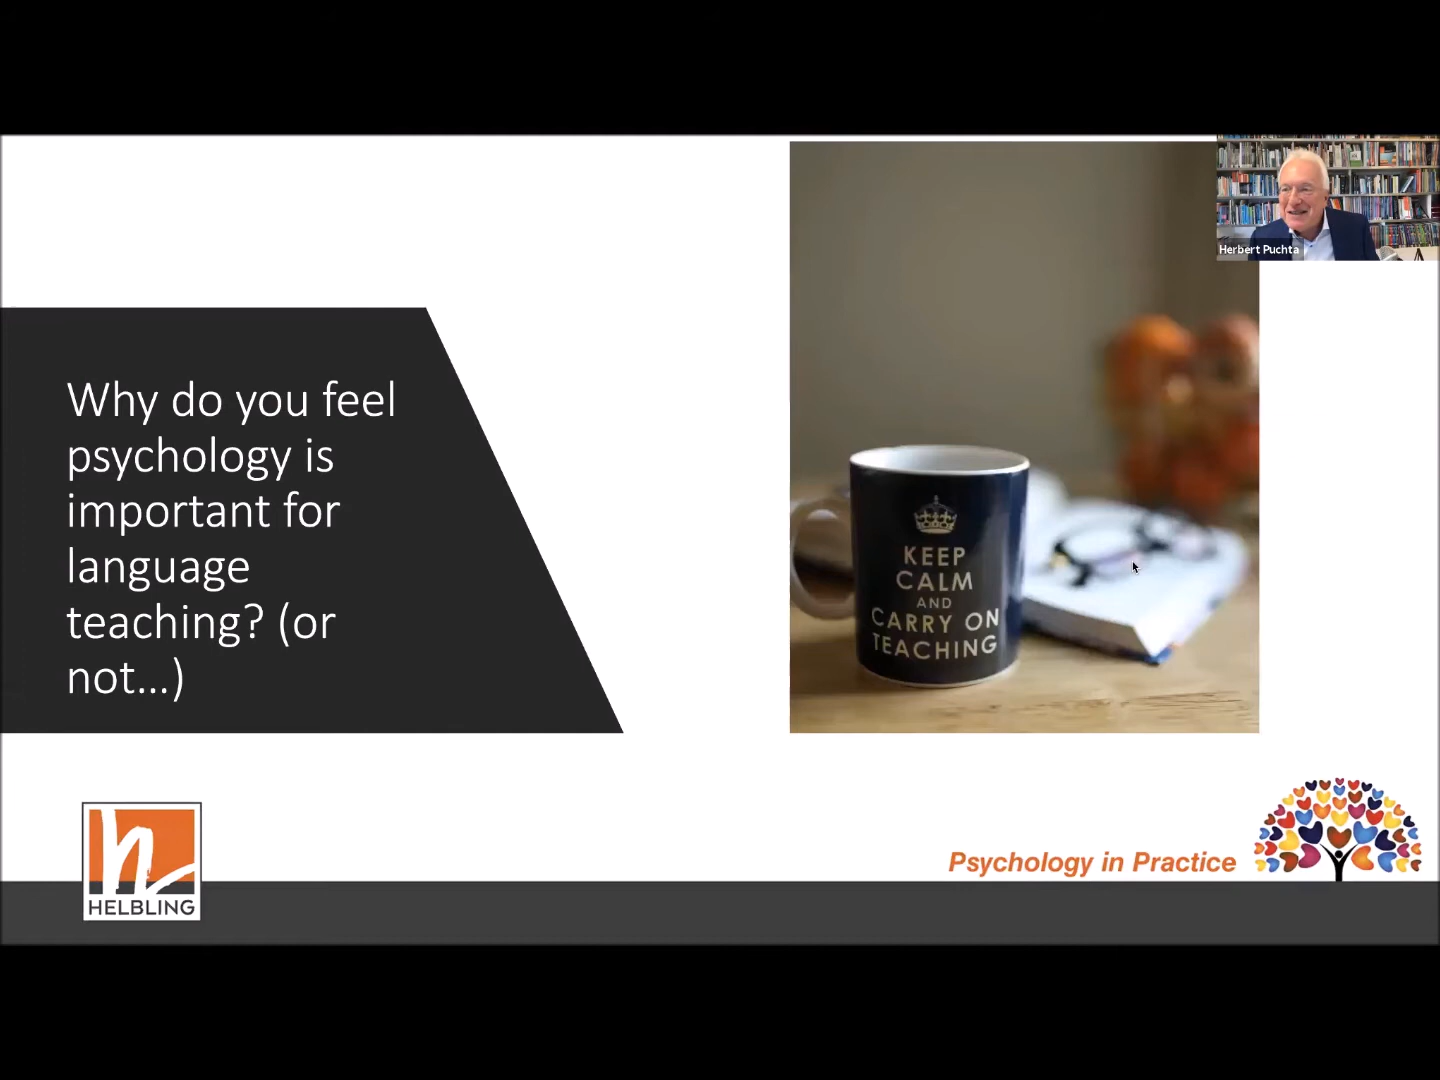 Herbert Puchta
Why do you feel
psychology is
important for
language
teaching? (or
not...)
KEEP
CALM
AND
CARRY ON
TEACHING
Psychology in Practice
HELBLING